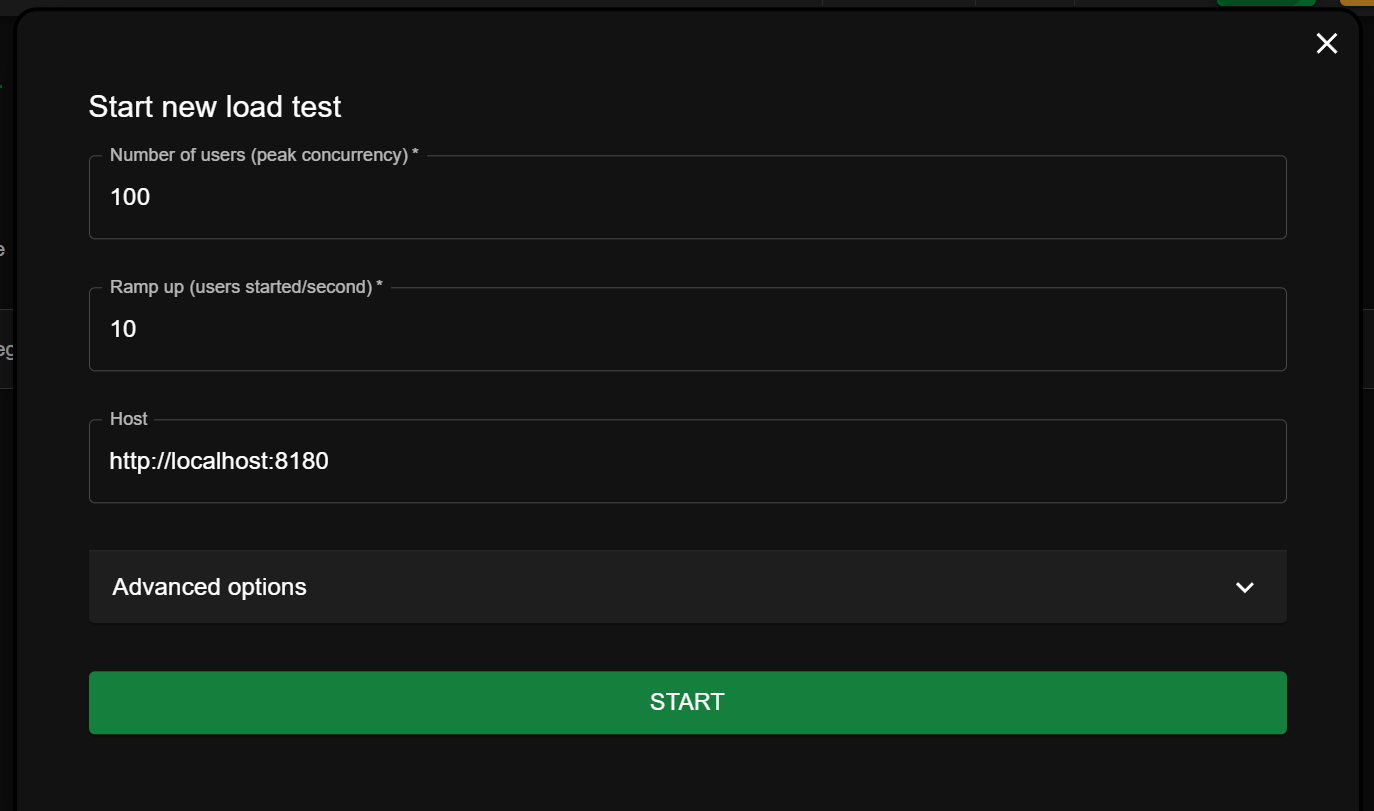 Start new load test
Number of users (peak concurrency) *
100
Ramp up (users started/second) *
10
Host
http://localhost:8180
Advanced options
START